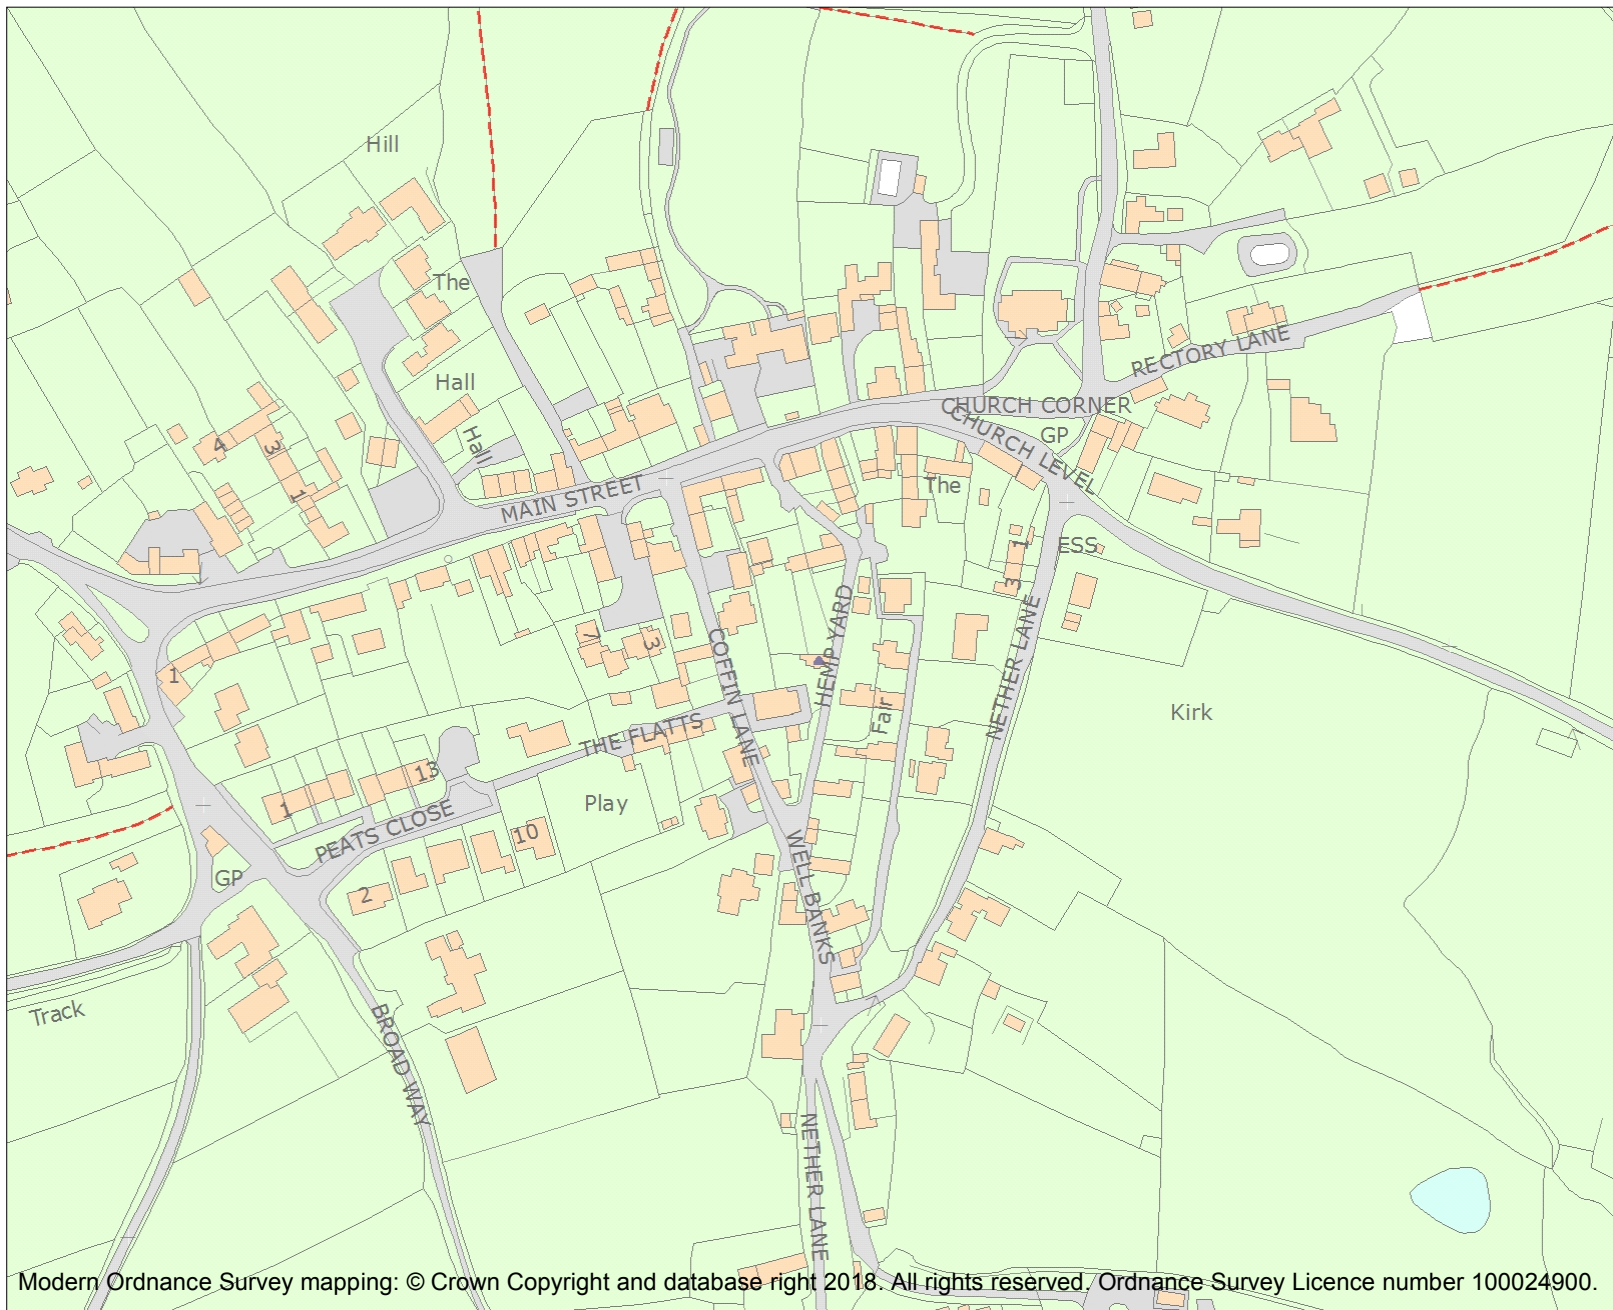 Hill
The
RECTORY LANE
Hall
CHURCH CORNER
CHURCH LEVEL
GP
4
3
Hall
1
MAIN STREET
The
ESS
1
3
HEMP YARD
7
3
COFFIN LANE
NETHER LANE
1
Fair
Kirk
THE FLATTS
13
1
Play
PEATS CLOSE
10
WELL BANKS
GP
2
Track
BROAD WAY
NETHER LANE
Modern Ordnance Survey mapping: © Crown Copyright and database right 2018. All rights reserved. Ordnance Survey Licence number 100024900.